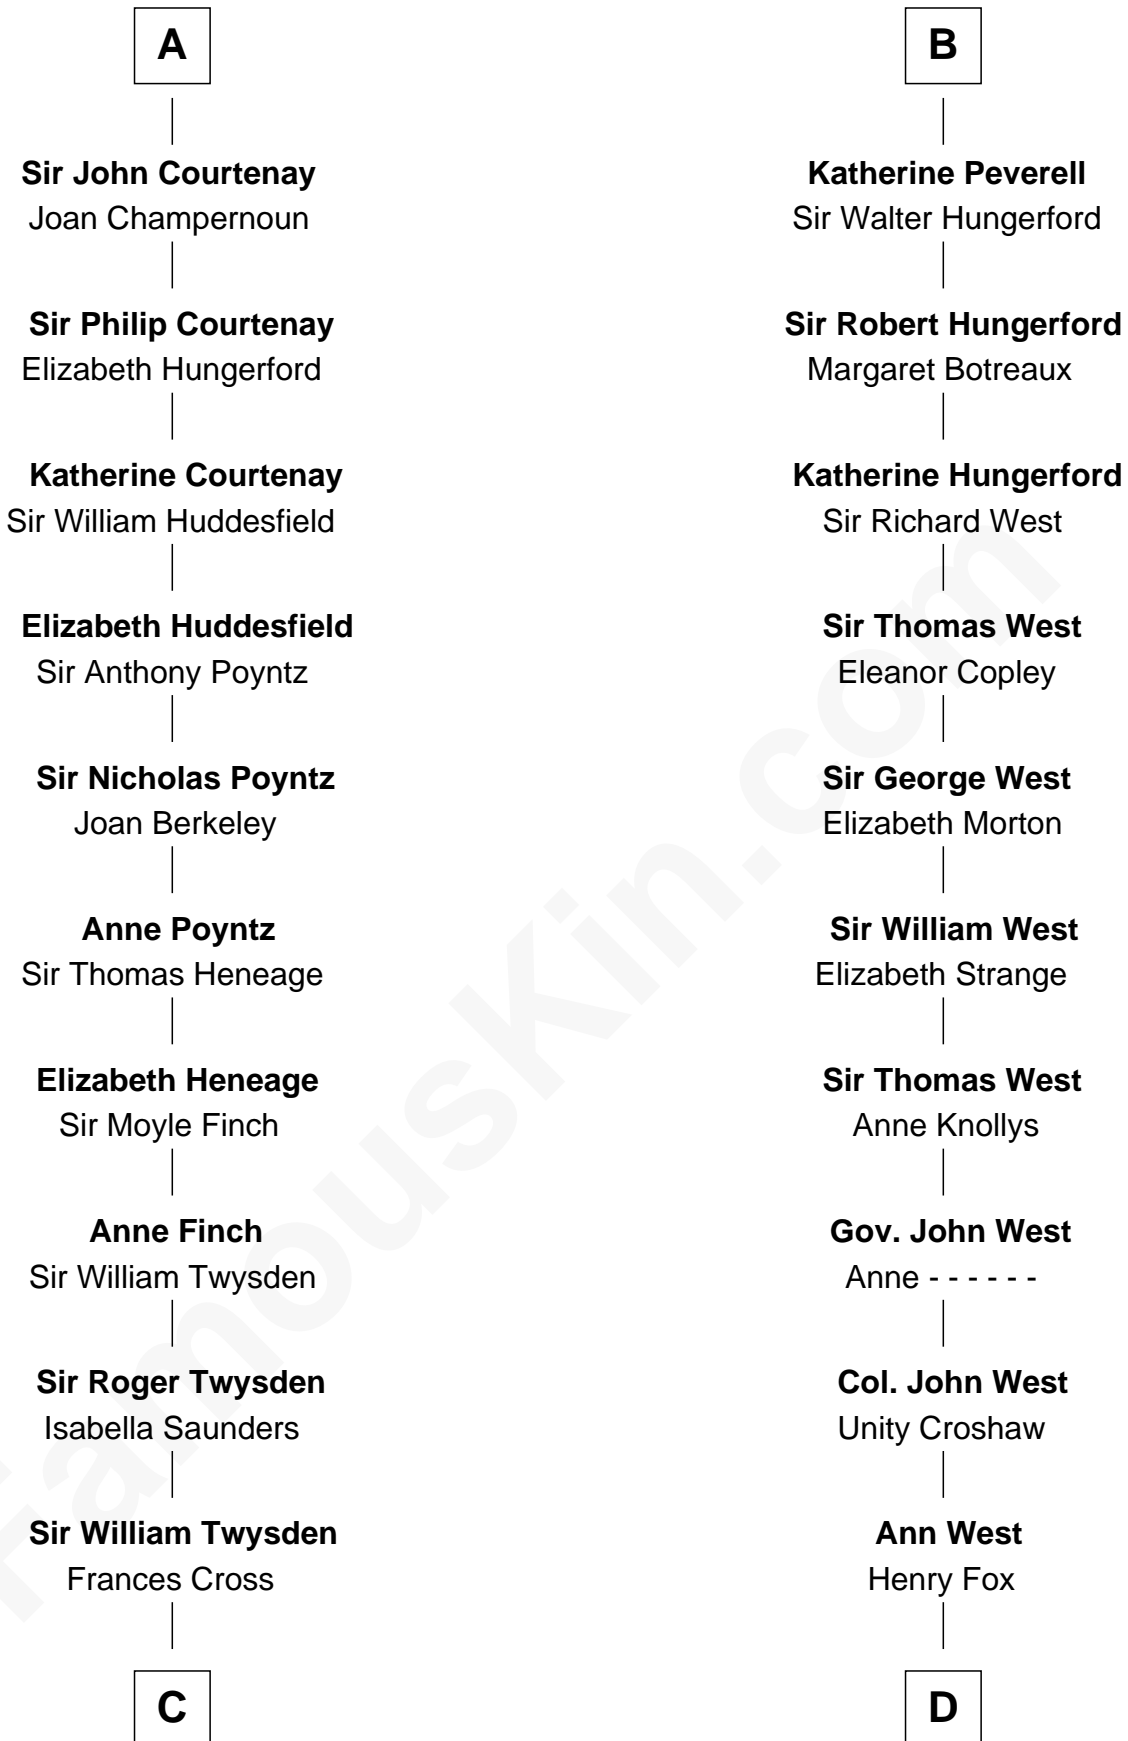 A
Sir John Courtenay
Joan Champernoun
Sir Philip Courtenay
Elizabeth Hungerford
Katherine Courtenay
Sir William Huddesfield
Elizabeth Huddesfield
Sir Anthony Poyntz
Sir Nicholas Poyntz
Joan Berkeley
Anne Poyntz
Sir Thomas Heneage
Elizabeth Heneage
Sir Moyle Finch
Anne Finch
Sir William Twysden
Sir Roger Twysden
Isabella Saunders
Sir William Twysden
Frances Cross
C
B
Katherine Peverell
Sir Walter Hungerford
Sir Robert Hungerford
Margaret Botreaux
Katherine Hungerford
Sir Richard West
Sir Thomas West
Eleanor Copley
Sir George West
Elizabeth Morton
Sir William West
Elizabeth Strange
Sir Thomas West
Anne Knollys
Gov. John West
Anne - - - - - -
Col. John West
Unity Croshaw
Ann West
Henry Fox
D
FamousKin.com